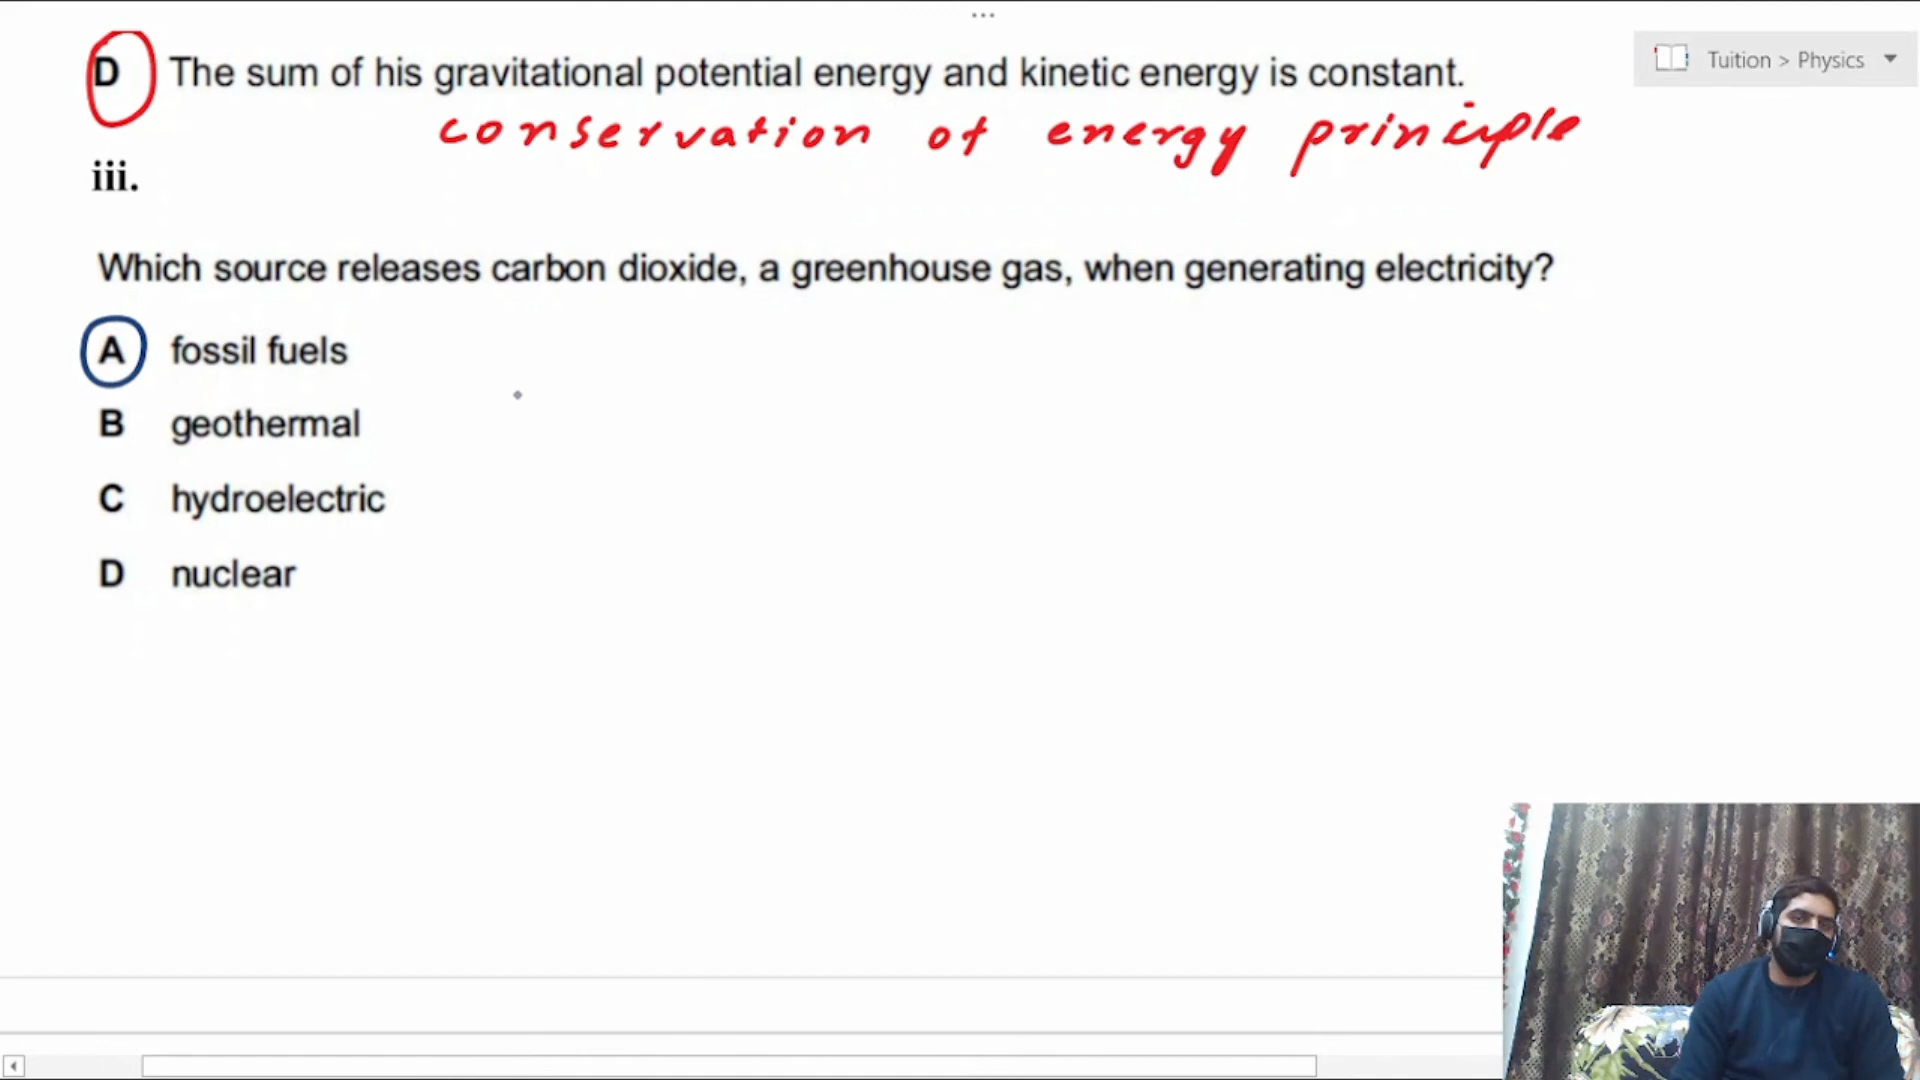 ...
D The sum of his gravitational potential energy and kinetic energy is constant.
Tuition > Physics
conservation of energy principle
iii.
Which source releases carbon dioxide, a greenhouse gas, when generating electricity?
A fossil fuels
B geothermal
C hydroelectric
D nuclear